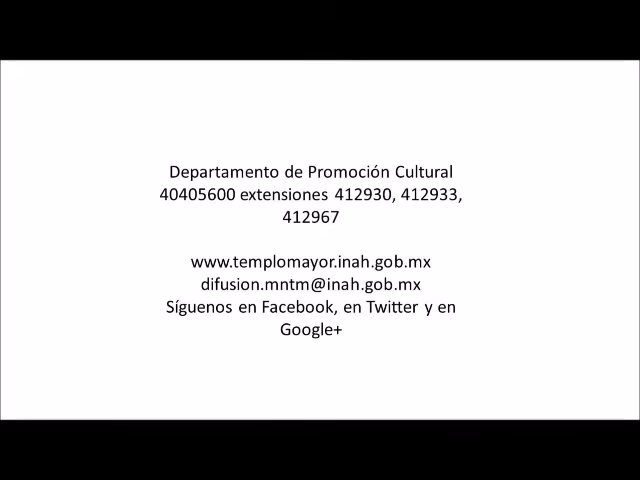 Departamento de Promoción Cultural
40405600 extensiones 412930, 412933,
412967
www.templomayor.inah.gob.mx
difusion.mntm@inah.gob.mx
Síguenos en Facebook, en Twitter y en
Google+